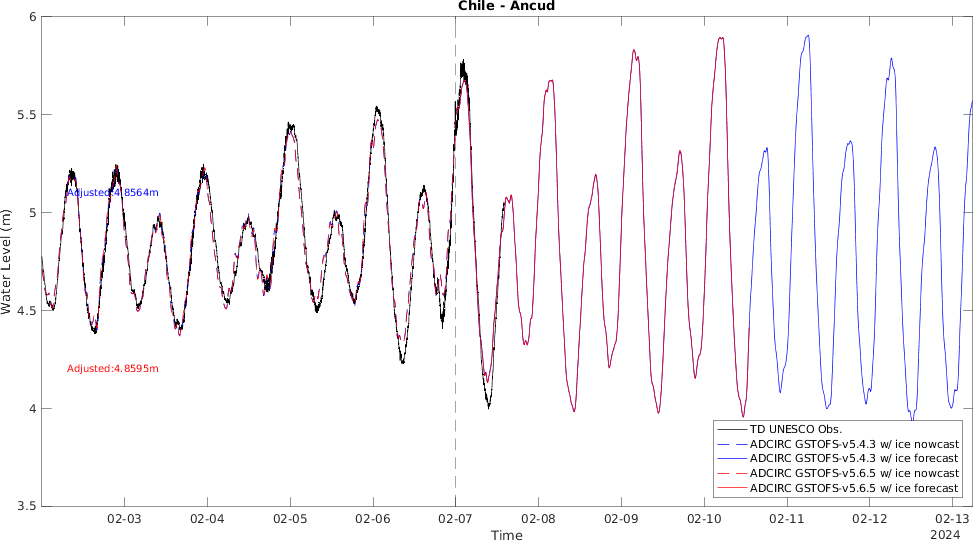 Chile - Ancud
6
5.5
5
4.5
4
3.5
Water Level (m)
Adjusted:4.8564m
Adjusted:4.8595m
TD UNESCO Obs.
ADCIRC GSTOFS-v5.4.3 w/ ice nowcast
ADCIRC GSTOFS-v5.4.3 w/ ice forecast
ADCIRC GSTOFS-v5.6.5 w/ ice nowcast
ADCIRC GSTOFS-v5.6.5 w/ ice forecast
02-03 02-04 02-05 02-06 02-07 02-08 02-09 02-10 02-11 02-12 02-13
Time
2024